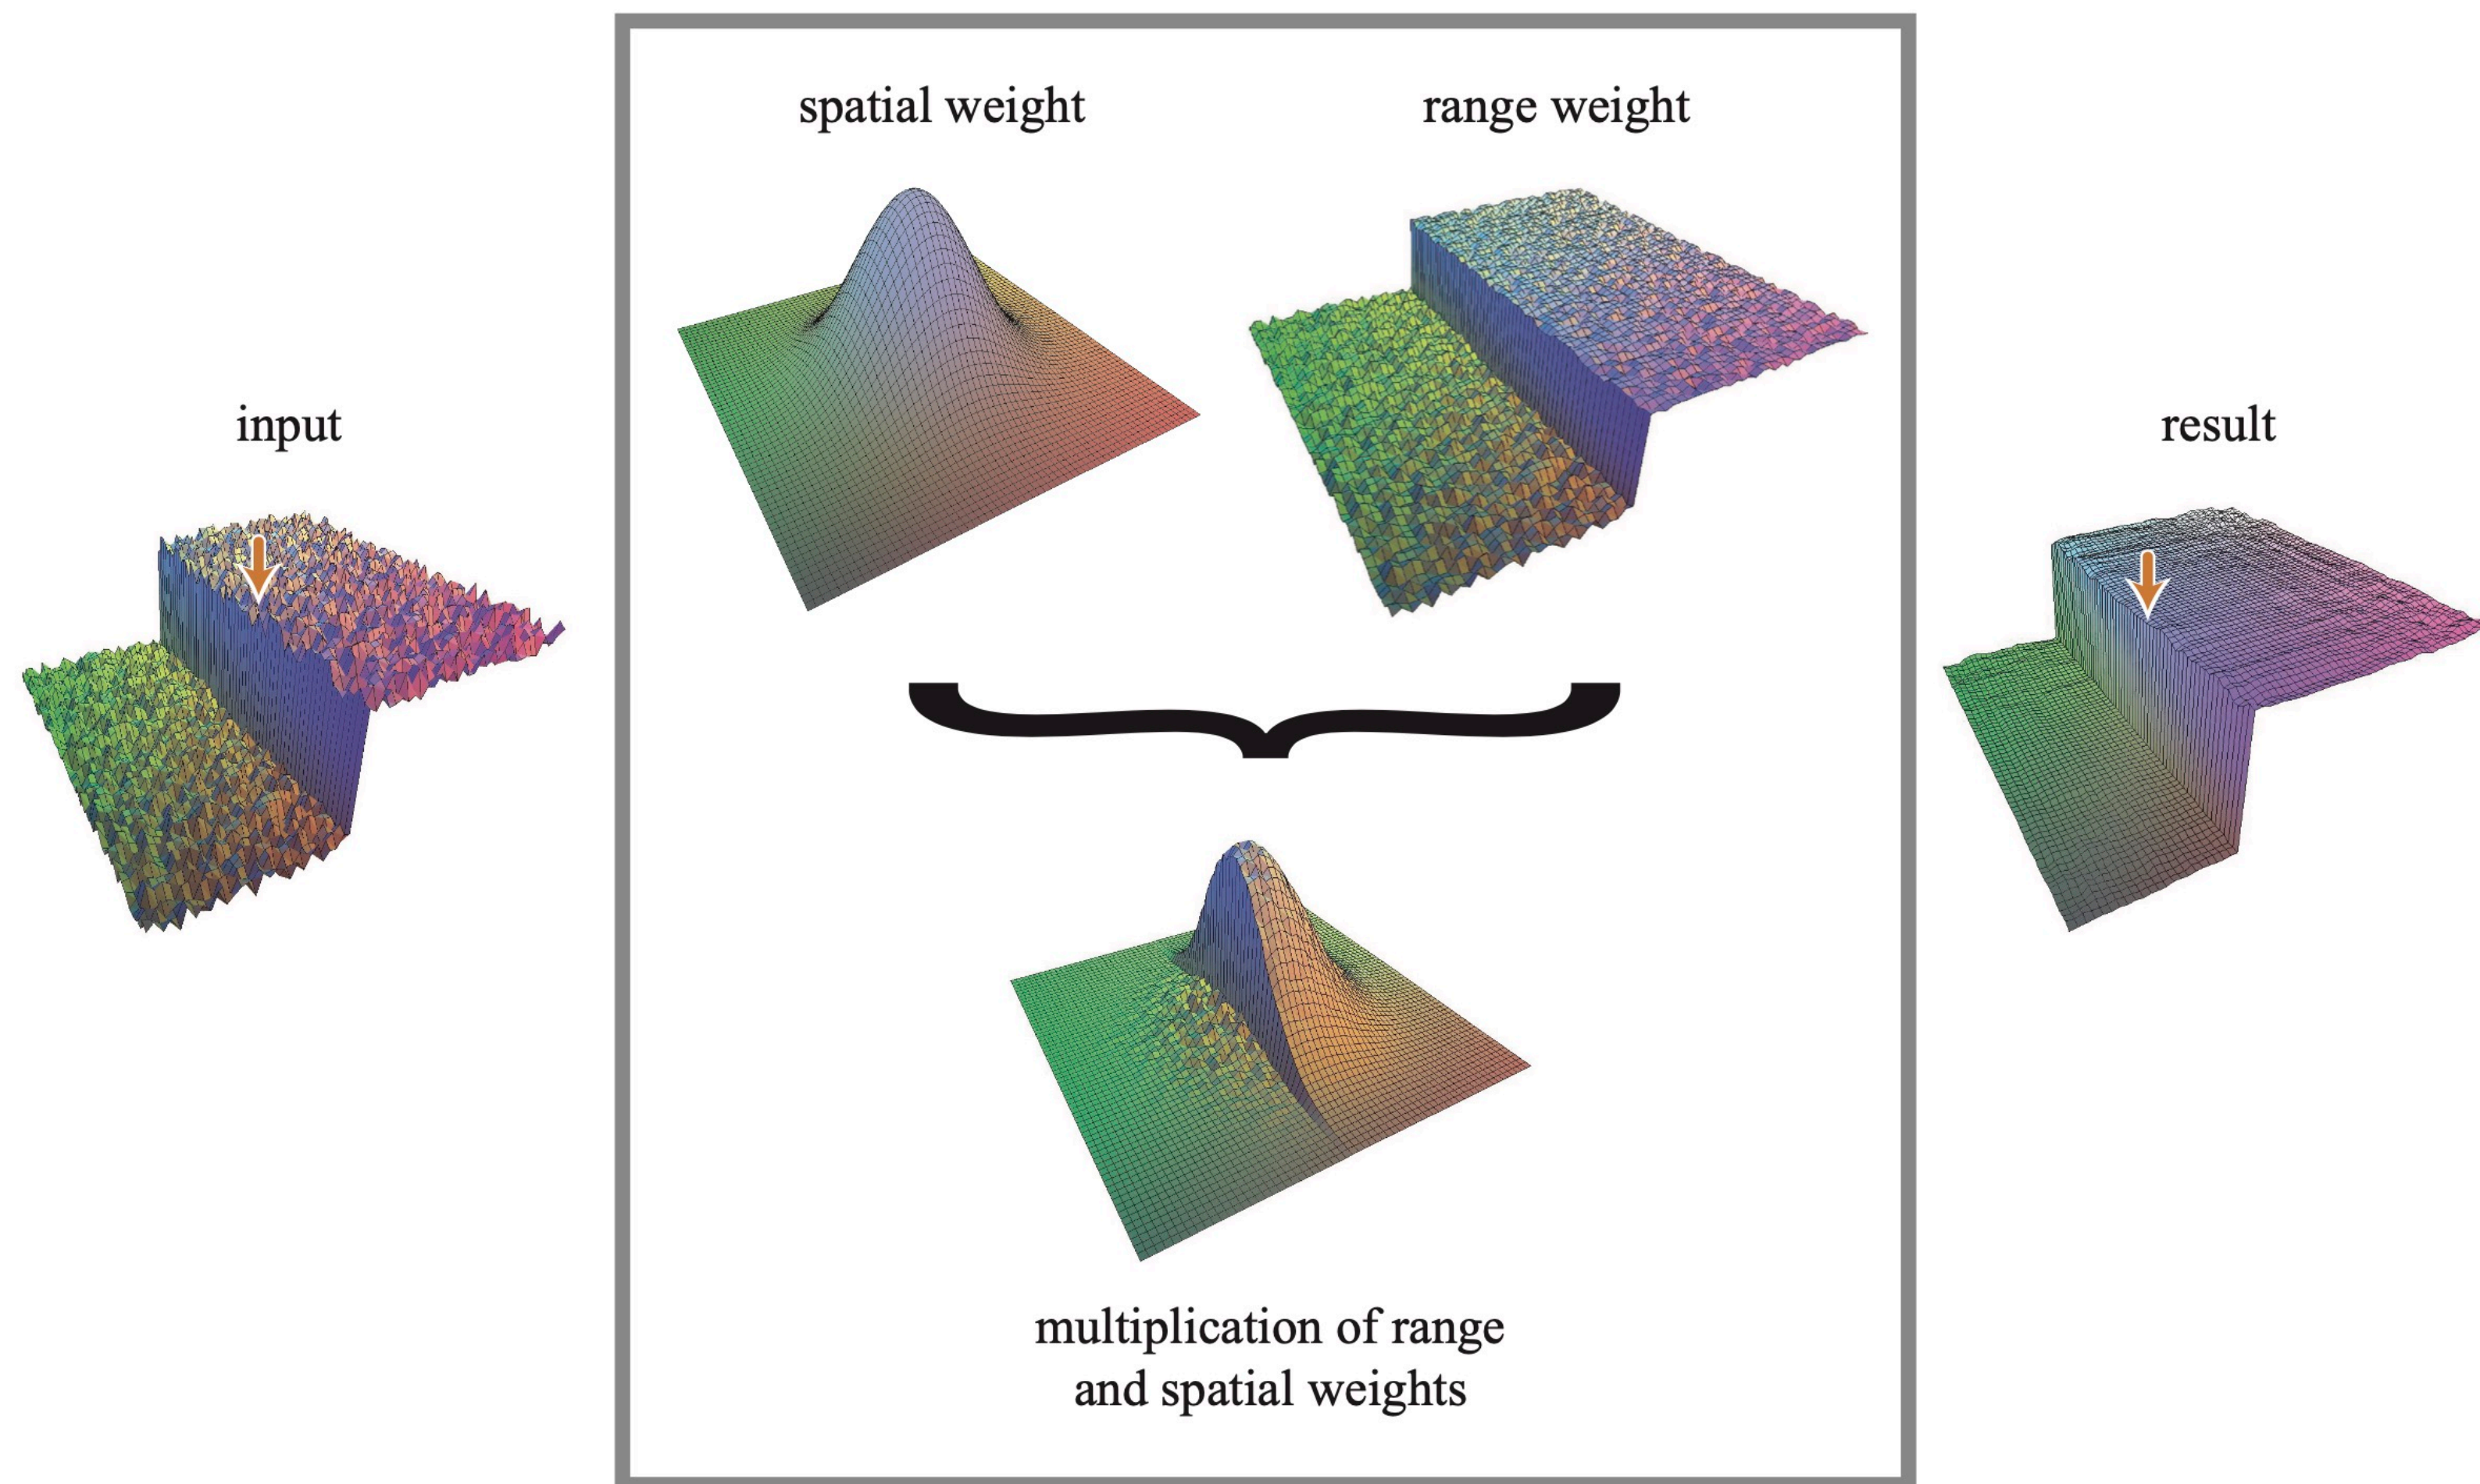 spatial weight
range weight
input
result
multiplication of range
and spatial weights